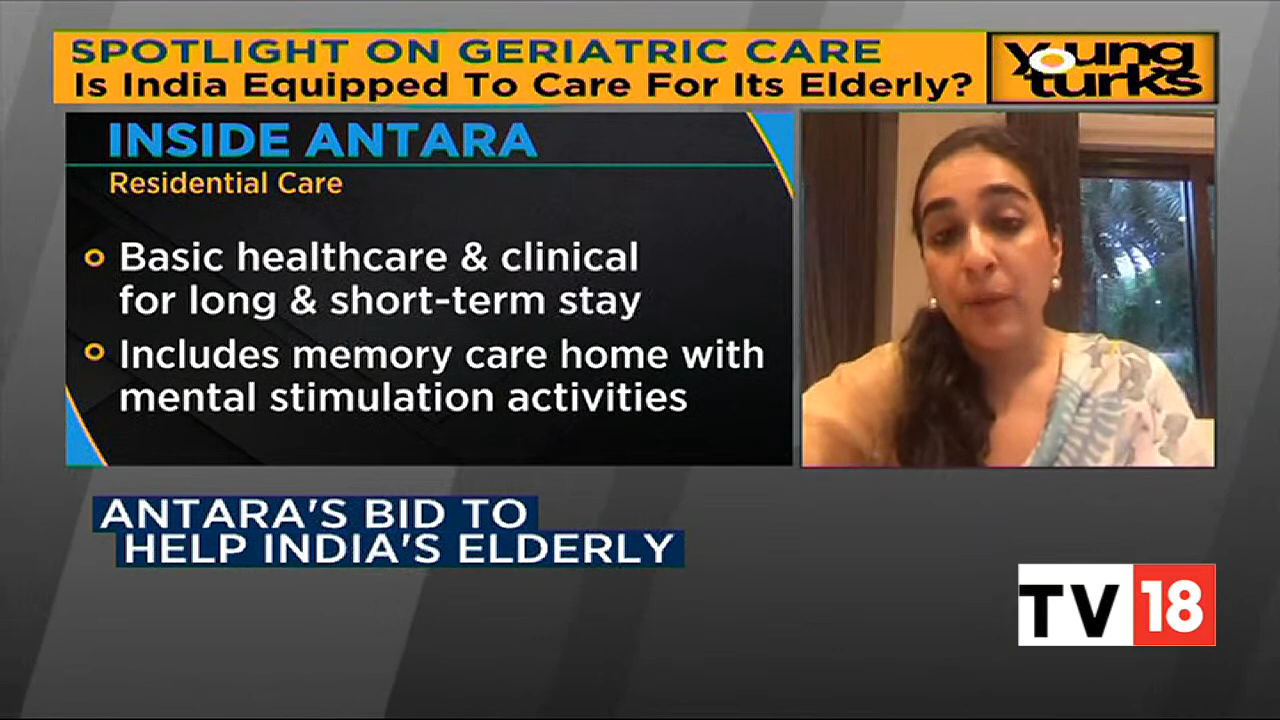 SPOTLIGHT ON GERIATRIC CARE
Is India Equipped To Care For Its Elderly?
young
turks
INSIDE ANTARA
Residential Care
Basic healthcare & clinical
for long & short-term stay
Includes memory care home with
mental stimulation activities
ANTARA'S BID TO
HELP INDIA'S ELDERLY
TV18